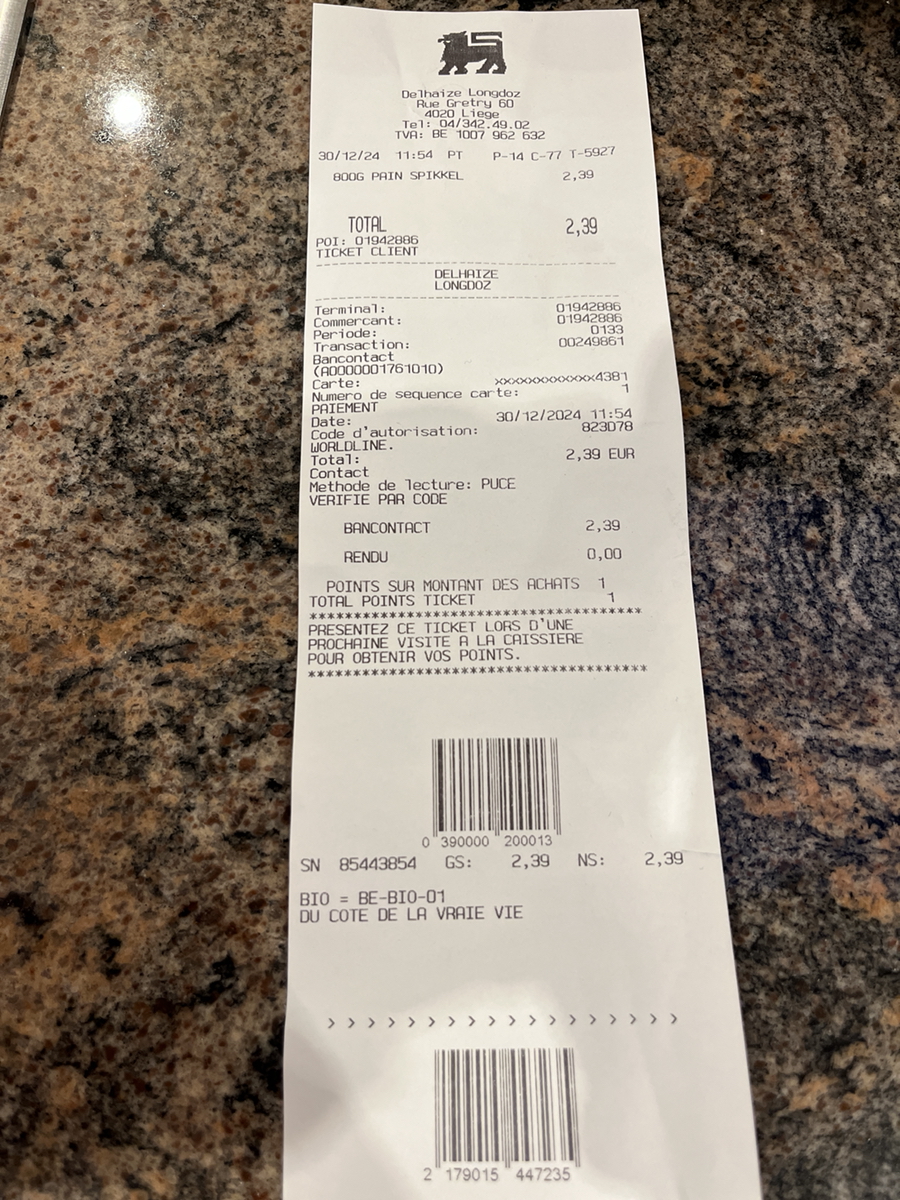 Delhaize Longdoz
Rue Gretry 60
4020 Liege
Tel: 04/342.49.02
TVA: BE 1007 962 632
30/12/24 11:54 PT P-14 C-77 T-5927
800G PAIN SPIKKEL 2,39
TOTAL 2,39
POI: 01942886
TICKET CLIENT
DELHAIZE
LONGDOZ
Terminal: 01942886
Commercant: 01942886
Periode: 0133
Transaction: 00249861
Bancontact
(A0000001761010)
Carte: xxxxxxxxxxxxx4381
Numero de sequence carte: 1
PAIEMENT
Date: 30/12/2024 11:54
Code d'autorisation: 823D78
WORLDLINE.
Total: 2,39 EUR
Contact
Methode de lecture: PUCE
VERIFIE PAR CODE
BANCONTACT 2,39
RENDU 0,00
POINTS SUR MONTANT DES ACHATS 1
TOTAL POINTS TICKET 1
PRESENTEZ CE TICKET LORS D'UNE
PROCHAINE VISITE A LA CAISSIERE
POUR OBTENIR VOS POINTS.
0 390000 200013
SN 85443854 GS: 2,39 NS: 2,39
BIO = BE-BIO-01
DU COTE DE LA VRAIE VIE
> > > > > > > > > > > > > > > > > > >
2 179015 447235